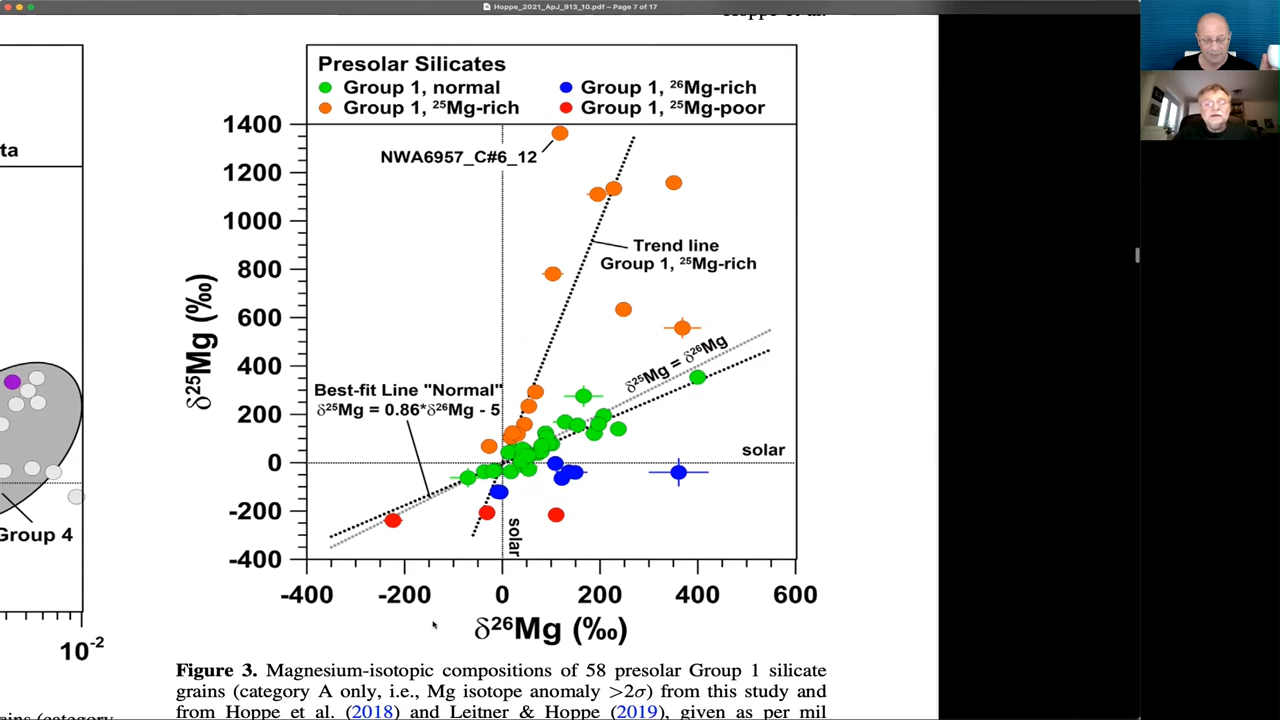 Hoppe_2021_ApJ_913_10.pdf – Page 7 of 17
Presolar Silicates
Group 1, normal
Group 1, ²⁶Mg-rich
Group 1, ²⁵Mg-rich
Group 1, ²⁵Mg-poor
1400
NWA6957_C#6_12
ta
1200
1000
Trend line
Group 1, ²⁵Mg-rich
800
δ²⁵Mg (‰)
600
δ²⁵Mg = δ²⁶Mg
400
Best-fit Line "Normal"
δ²⁵Mg = 0.86*δ²⁶Mg - 5
200
solar
0
-200
Group 4
solar
-400
-400 -200 0 200 400 600
δ²⁶Mg (‰)
10⁻²
Figure 3. Magnesium-isotopic compositions of 58 presolar Group 1 silicate
grains (category A only, i.e., Mg isotope anomaly >2σ) from this study and
from Hoppe et al. (2018) and Leitner & Hoppe (2019), given as per mil